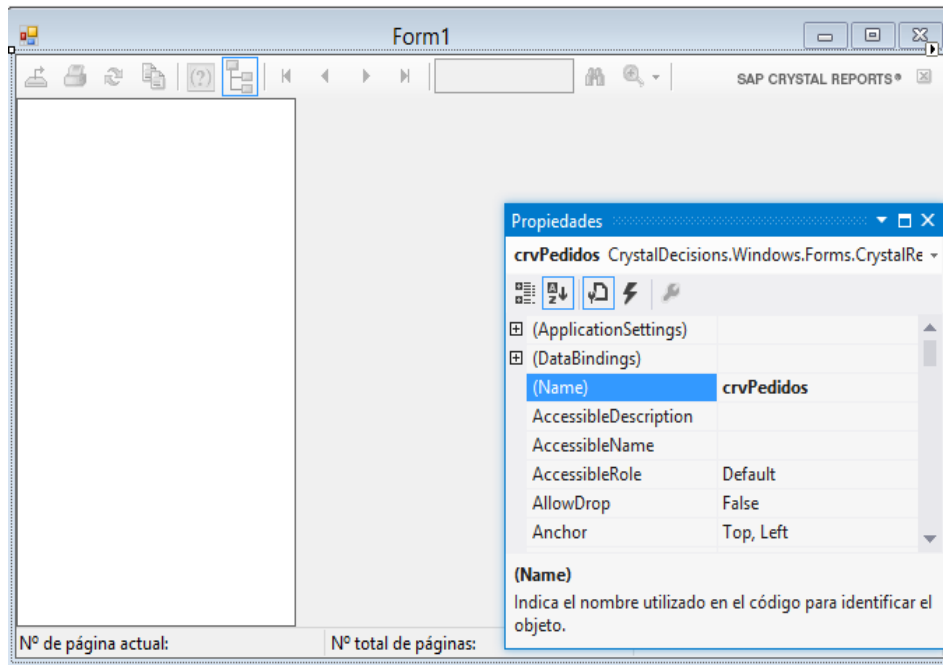 Form1
SAP CRYSTAL REPORTS®
Propiedades
crvPedidos CrystalDecisions.Windows.Forms.CrystalRe
(ApplicationSettings)
(DataBindings)
(Name) crvPedidos
AccessibleDescription
AccessibleName
AccessibleRole Default
AllowDrop False
Anchor Top, Left
(Name)
Indica el nombre utilizado en el código para identificar el
objeto.
Nº de página actual: Nº total de páginas: